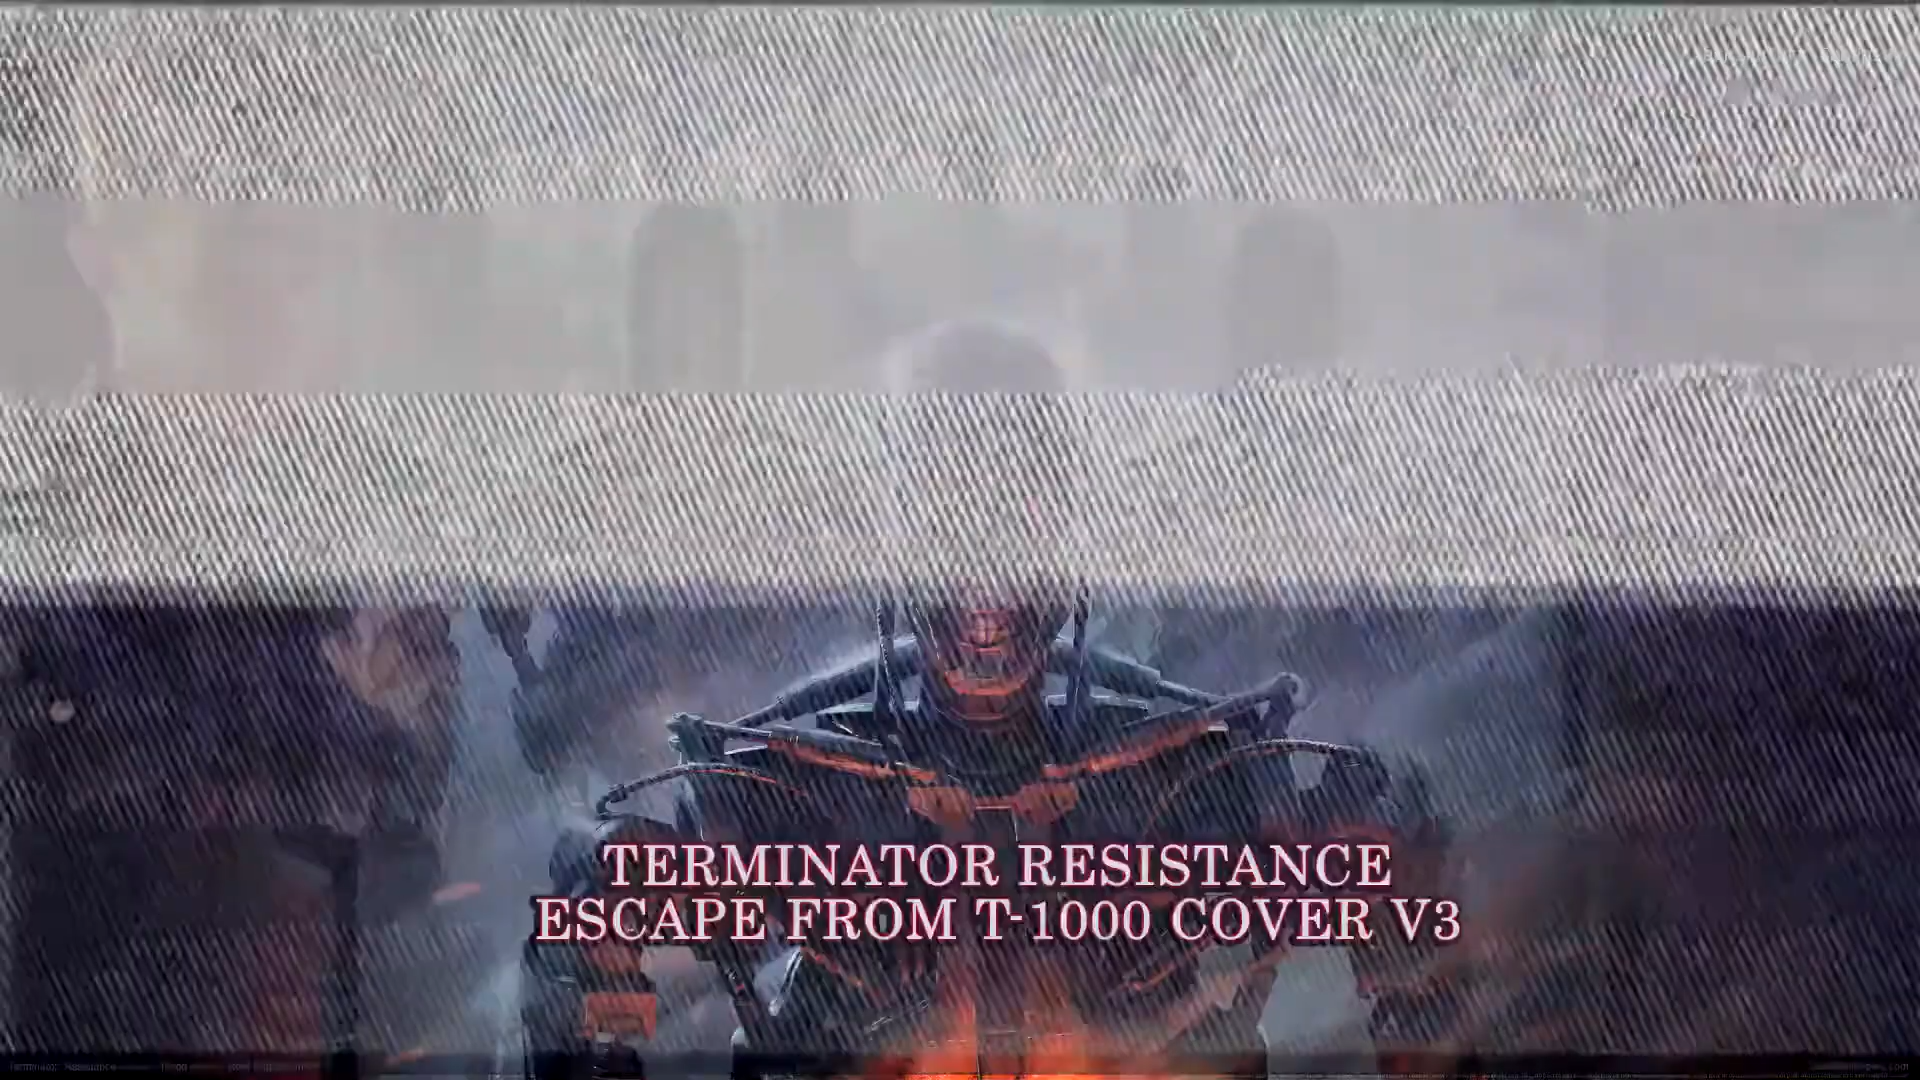 TERMINATOR RESISTANCE
ESCAPE FROM T-1000 COVER V3